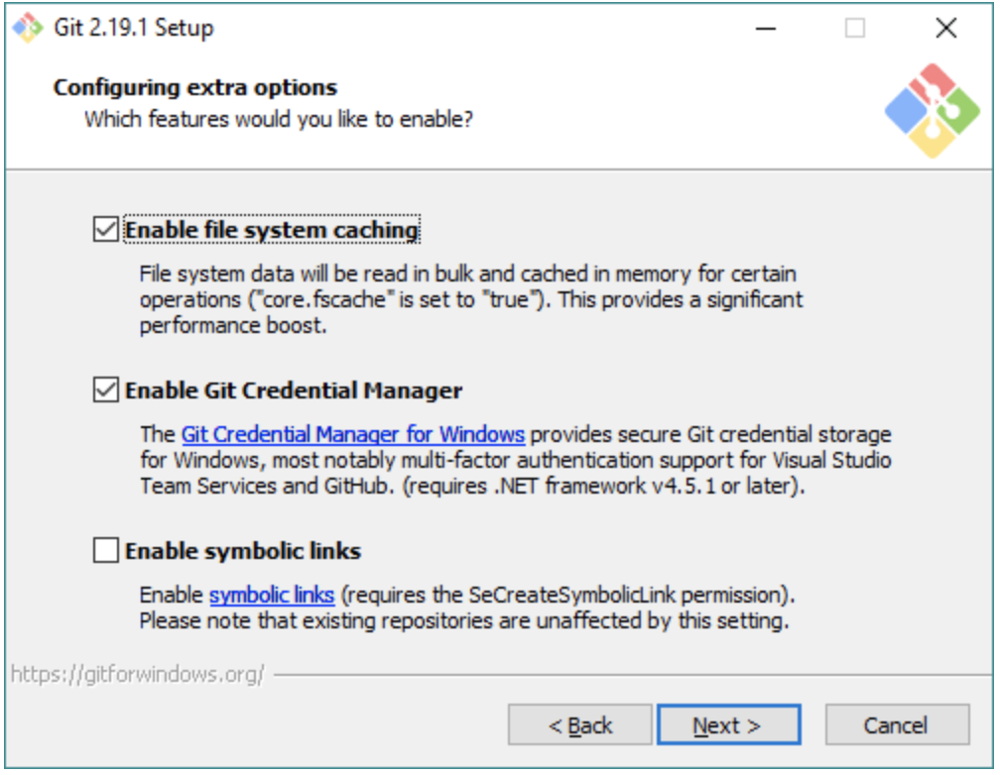 Git 2.19.1 Setup
Configuring extra options
Which features would you like to enable?
Enable file system caching
File system data will be read in bulk and cached in memory for certain
operations ("core.fscache" is set to "true"). This provides a significant
performance boost.
Enable Git Credential Manager
The Git Credential Manager for Windows provides secure Git credential storage
for Windows, most notably multi-factor authentication support for Visual Studio
Team Services and GitHub. (requires .NET framework v4.5.1 or later).
Enable symbolic links
Enable symbolic links (requires the SeCreateSymbolicLink permission).
Please note that existing repositories are unaffected by this setting.
https://gitforwindows.org/
< Back Next > Cancel